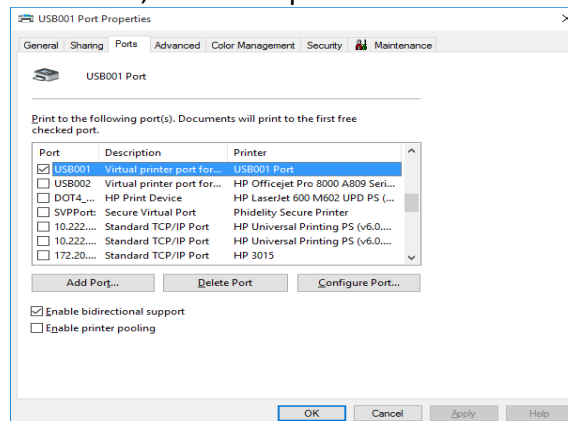 USB001 Port Properties
General Sharing Ports Advanced Color Management Security Maintenance
USB001 Port
Print to the following port(s). Documents will print to the first free
checked port.
Port Description Printer
USB001 Virtual printer port for... USB001 Port
USB002 Virtual printer port for... HP Officejet Pro 8000 A809 Seri...
DOT4_... HP Print Device HP LaserJet 600 M602 UPD PS (...
SVPPort: Secure Virtual Port Phidelity Secure Printer
10.222.... Standard TCP/IP Port HP Universal Printing PS (v6.0....
10.222.... Standard TCP/IP Port HP Universal Printing PS (v6.0....
172.20.... Standard TCP/IP Port HP 3015
Add Port... Delete Port Configure Port...
Enable bidirectional support
Enable printer pooling
OK Cancel Apply Help